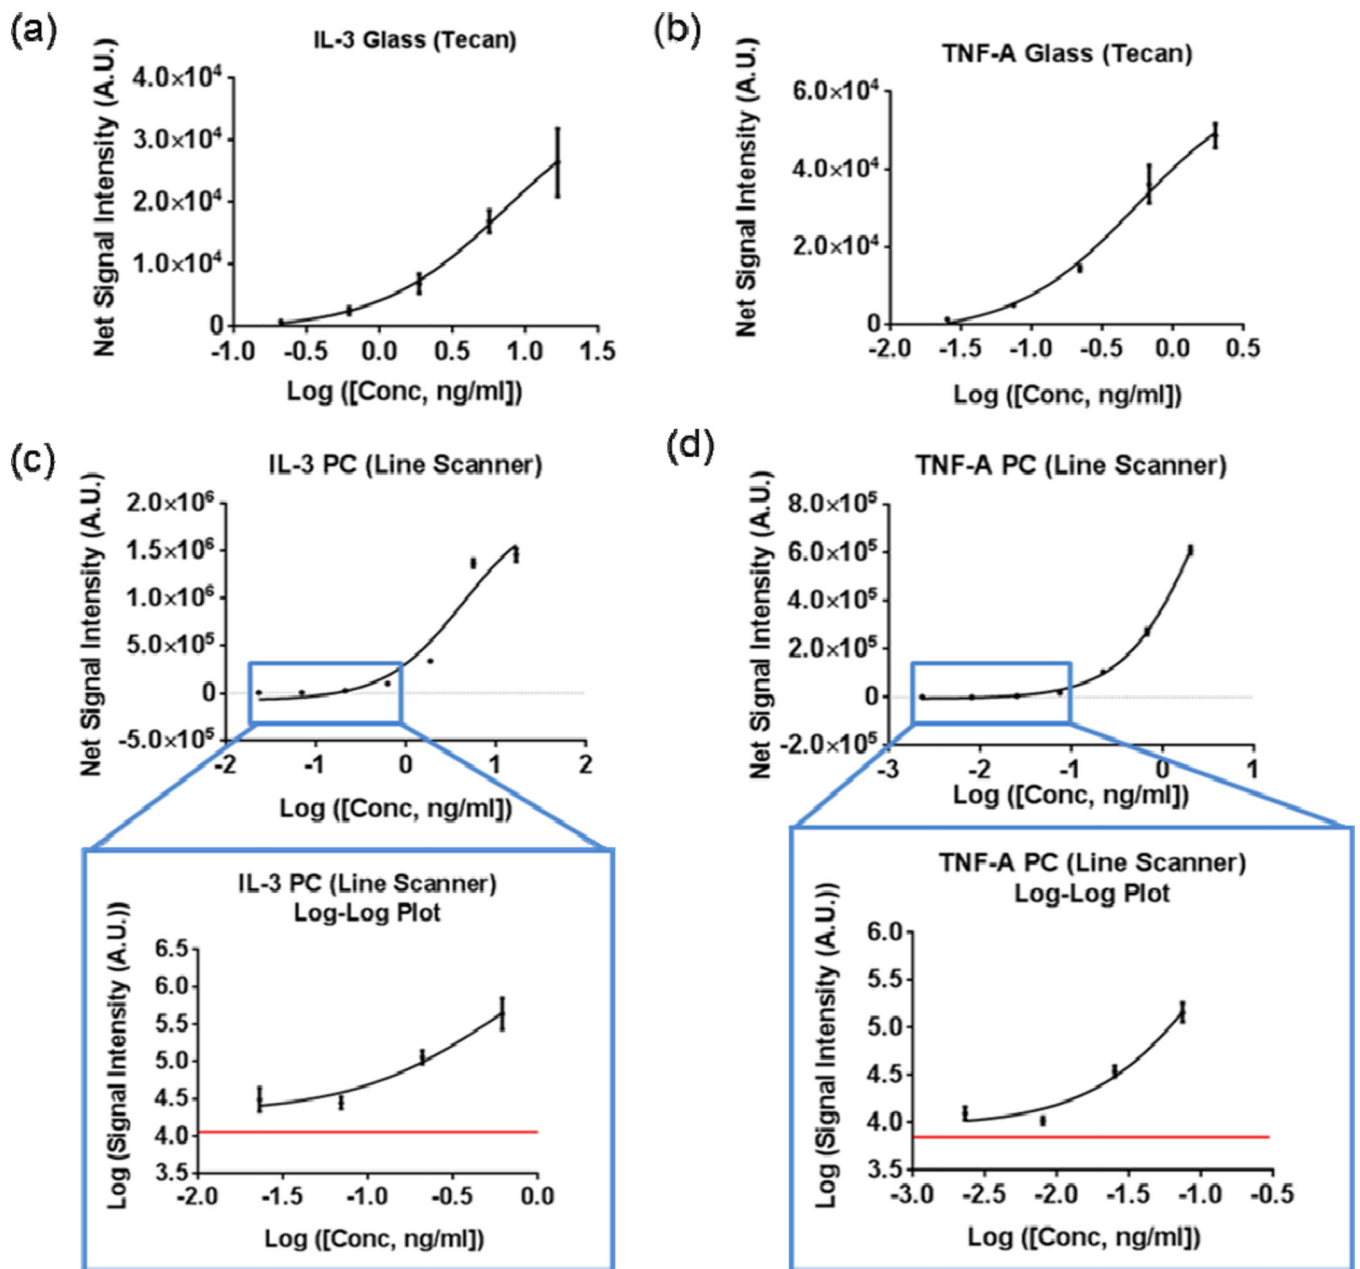 (a)
IL-3 Glass (Tecan)
Net Signal Intensity (A.U.)
4.0×10⁴
3.0×10⁴
2.0×10⁴
1.0×10⁴
0
-1.0 -0.5 0.0 0.5 1.0 1.5
Log ([Conc, ng/ml])
(b)
TNF-A Glass (Tecan)
Net Signal Intensity (A.U.)
6.0×10⁴
4.0×10⁴
2.0×10⁴
0
-2.0 -1.5 -1.0 -0.5 0.0 0.5
Log ([Conc, ng/ml])
(c)
IL-3 PC (Line Scanner)
Net Signal Intensity (A.U.)
2.0×10⁶
1.5×10⁶
1.0×10⁶
5.0×10⁵
0
-5.0×10⁵
-2 -1 0 1 2
Log ([Conc, ng/ml])
IL-3 PC (Line Scanner)
Log-Log Plot
Log (Signal Intensity (A.U.))
6.5
6.0
5.5
5.0
4.5
4.0
3.5
-2.0 -1.5 -1.0 -0.5 0.0
Log ([Conc, ng/ml])
(d)
TNF-A PC (Line Scanner)
Net Signal Intensity (A.U.)
8.0×10⁵
6.0×10⁵
4.0×10⁵
2.0×10⁵
0
-2.0×10⁵
-3 -2 -1 0 1
Log ([Conc, ng/ml])
TNF-A PC (Line Scanner)
Log-Log Plot
Log (Signal Intensity (A.U.))
6.0
5.5
5.0
4.5
4.0
3.5
-3.0 -2.5 -2.0 -1.5 -1.0 -0.5
Log ([Conc, ng/ml])